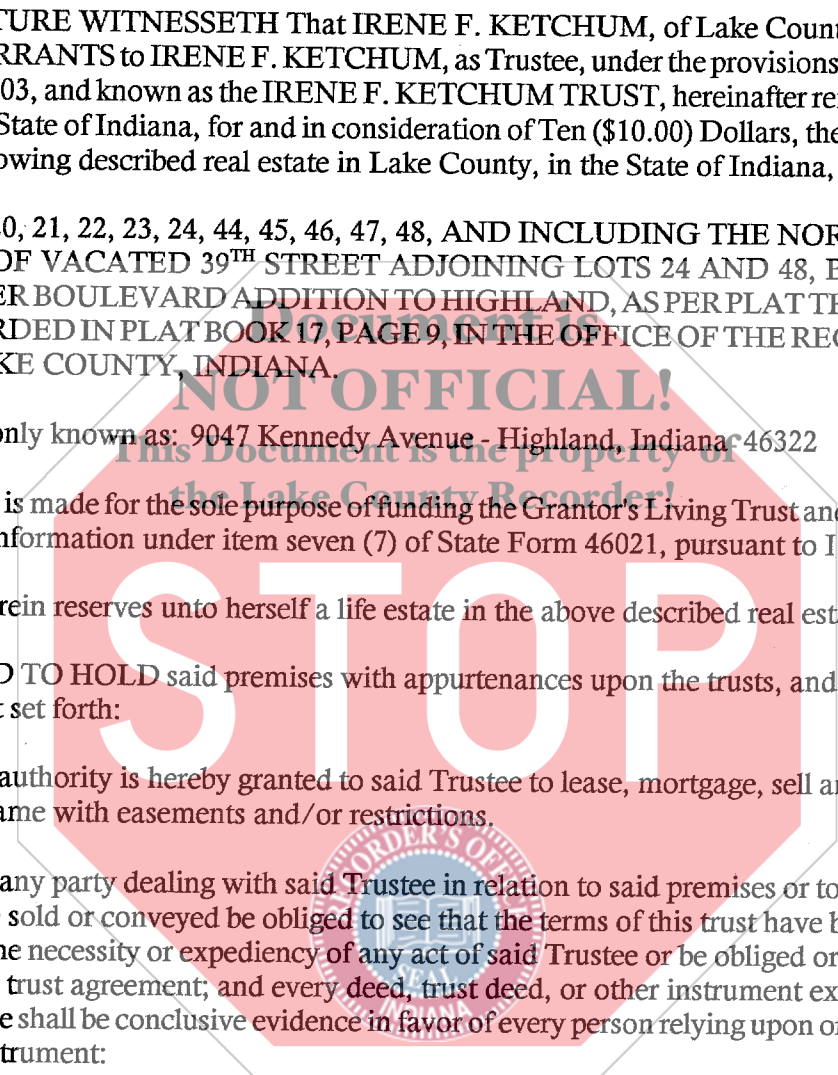 TURE WITNESSETH That IRENE F. KETCHUM, of Lake Coun
RRANTS to IRENE F. KETCHUM, as Trustee, under the provisions
03, and known as the IRENE F. KETCHUM TRUST, hereinafter re
State of Indiana, for and in consideration of Ten ($10.00) Dollars, the
owing described real estate in Lake County, in the State of Indiana,
0, 21, 22, 23, 24, 44, 45, 46, 47, 48, AND INCLUDING THE NOR
OF VACATED 39TH STREET ADJOINING LOTS 24 AND 48,
ER BOULEVARD ADDITION TO HIGHLAND, AS PER PLAT TH
RDED IN PLAT BOOK 17, PAGE 9, IN THE OFFICE OF THE REC
KE COUNTY, INDIANA.
Document is
NOT OFFICIAL!
This Document is the property of
the Lake County Recorder!
only known as: 9047 Kennedy Avenue - Highland, Indiana 46322
is made for the sole purpose of funding the Grantor's Living Trust and
nformation under item seven (7) of State Form 46021, pursuant to I
rein reserves unto herself a life estate in the above described real est
STOP
D TO HOLD said premises with appurtenances upon the trusts, and
t set forth:
authority is hereby granted to said Trustee to lease, mortgage, sell a
ame with easements and/or restrictions.
any party dealing with said Trustee in relation to said premises or to
sold or conveyed be obliged to see that the terms of this trust have b
he necessity or expediency of any act of said Trustee or be obliged or
trust agreement; and every deed, trust deed, or other instrument ex
e shall be conclusive evidence in favor of every person relying upon o
trument:
RECORDER'S OFFICE
SEAL
INDIANA